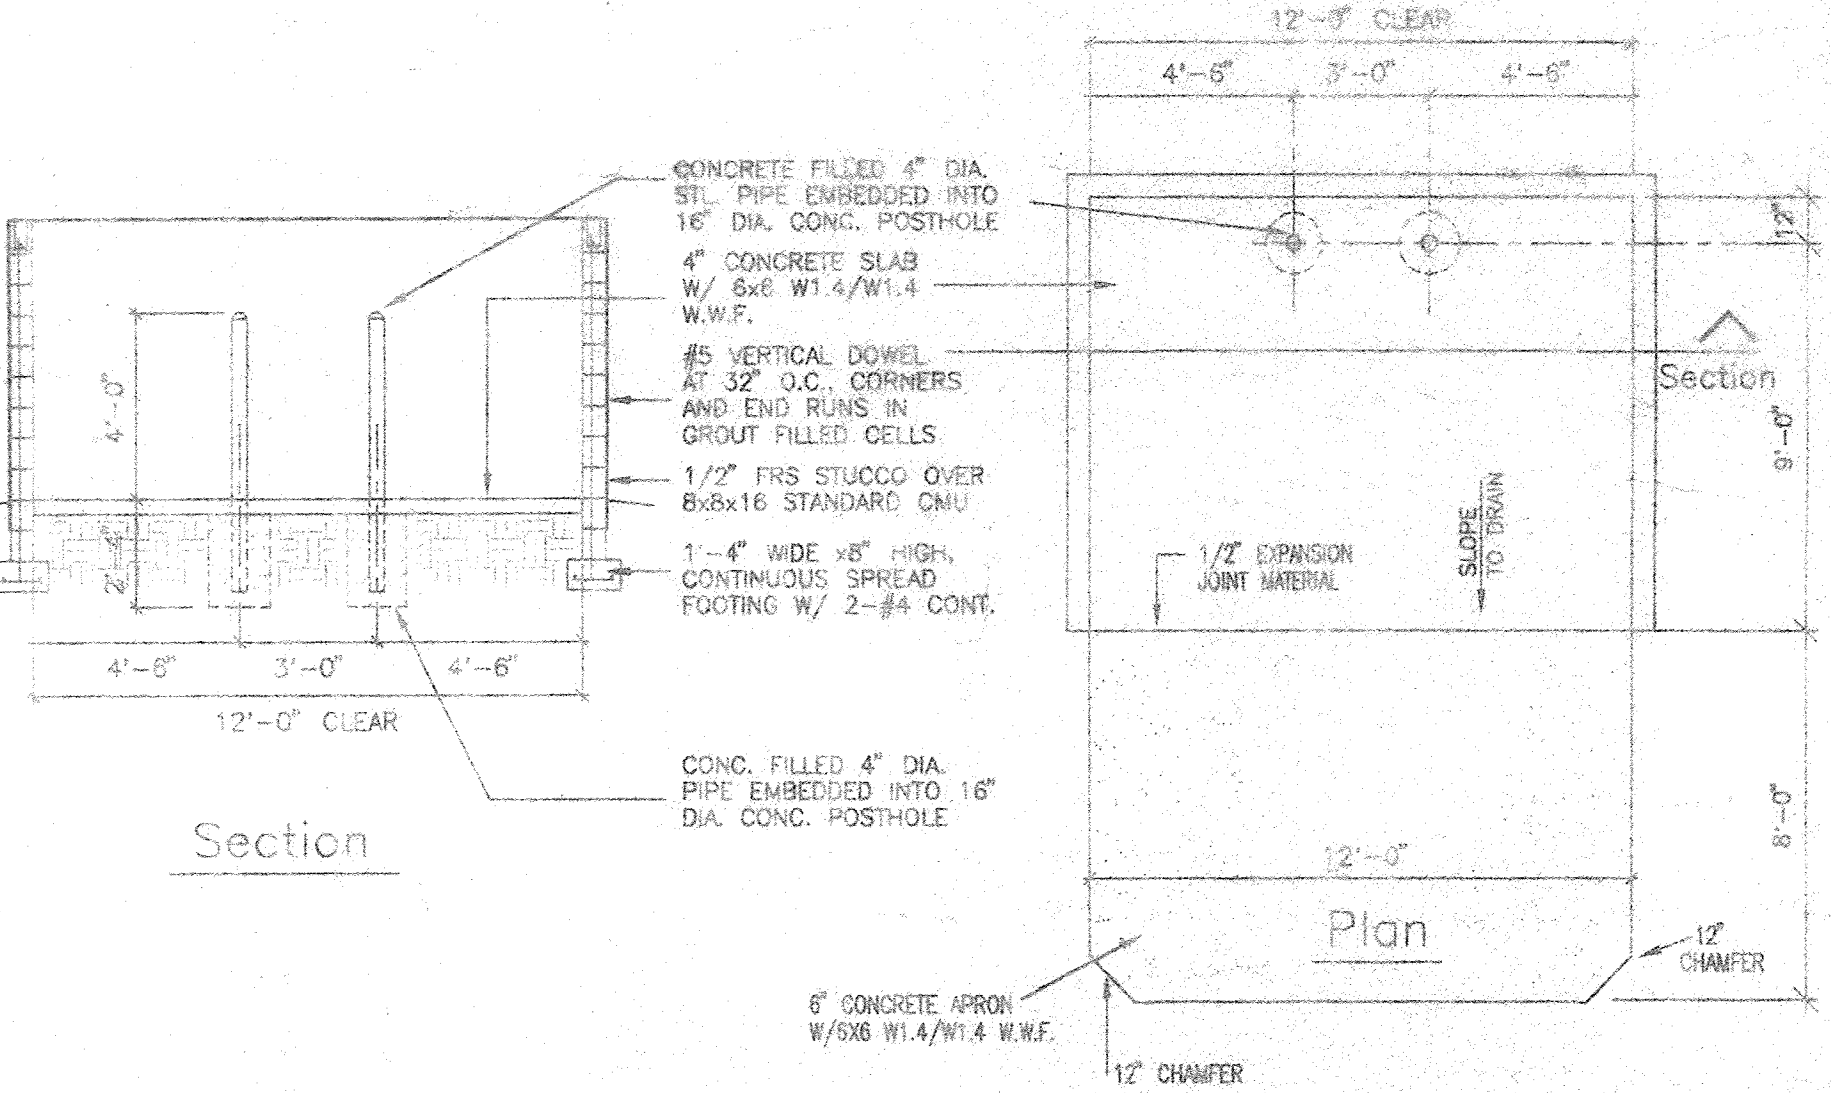 12'-0" CLEAR
4'-6" 3'-0" 4'-6"
CONCRETE FILLED 4" DIA.
STL. PIPE EMBEDDED INTO
16" DIA. CONC. POSTHOLE
4" CONCRETE SLAB
W/ 6x6 W1.4/W1.4
W.W.F.
#5 VERTICAL DOWEL
AT 32" O.C., CORNERS
AND END RUNS IN
GROUT FILLED CELLS
1/2" FRS STUCCO OVER
8x8x16 STANDARD CMU
1'-4" WIDE x8" HIGH,
CONTINUOUS SPREAD
FOOTING W/ 2-#4 CONT.
4'-0"
4'-6" 3'-0" 4'-6"
12'-0" CLEAR
CONC. FILLED 4" DIA.
PIPE EMBEDDED INTO 16"
DIA. CONC. POSTHOLE
Section
12"
Section
9'-0"
SLOPE
TO DRAIN
1/2" EXPANSION
JOINT MATERIAL
8'-0"
12'-0"
Plan
12"
CHAMFER
6" CONCRETE APRON
W/6X6 W1.4/W1.4 W.W.F.
12" CHAMFER